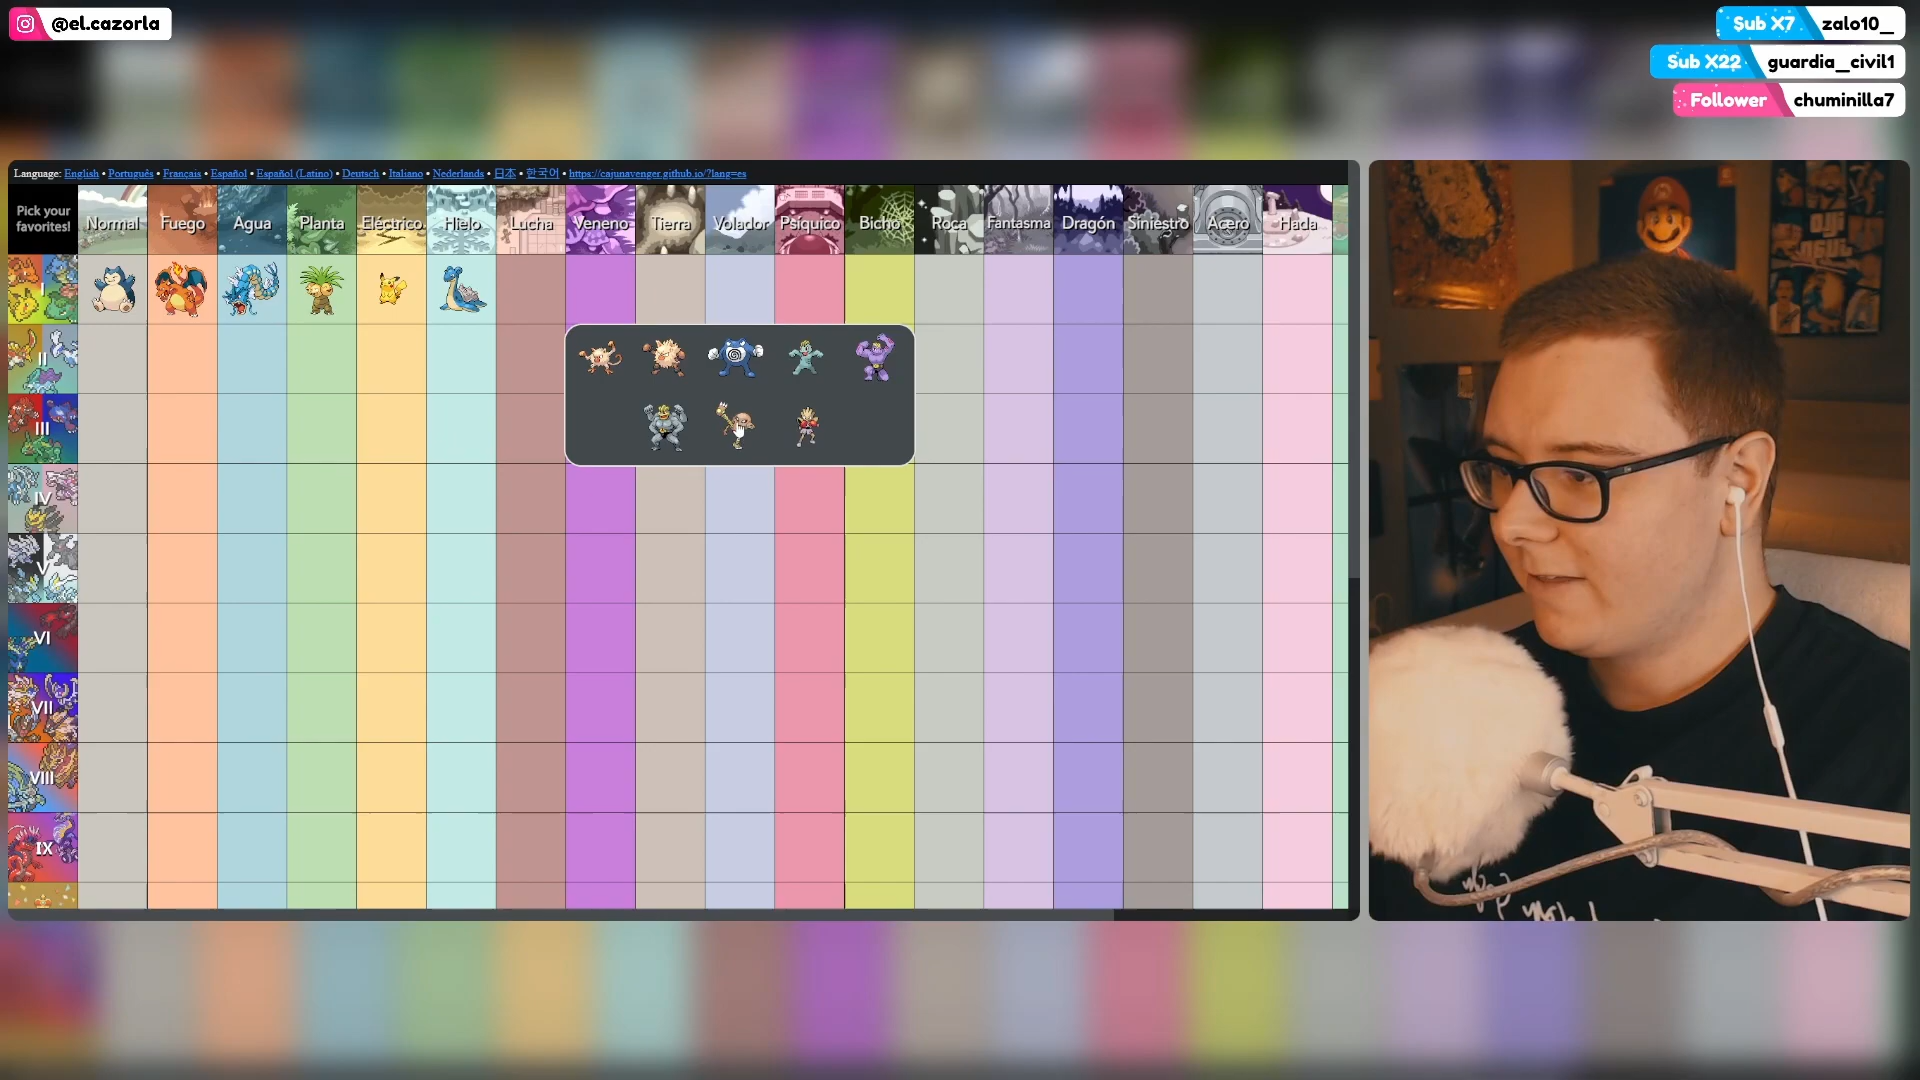 @el.cazorla
Sub X7 zalo10_
Sub X22 guardia_civil1
Follower chuminilla7
Language: English • Português • Français • Español • Español (Latino) • Deutsch • Italiano • Nederlands • 日本 • 한국어 • https://cajunavenger.github.io/?lang=es
Pick your favorites!
Normal Fuego Agua Planta Eléctrico Hielo Lucha Veneno Tierra Volador Psíquico Bicho Roca Fantasma Dragón Siniestro Acero Hada
I
II
III
IV
V
VI
VII
VIII
IX